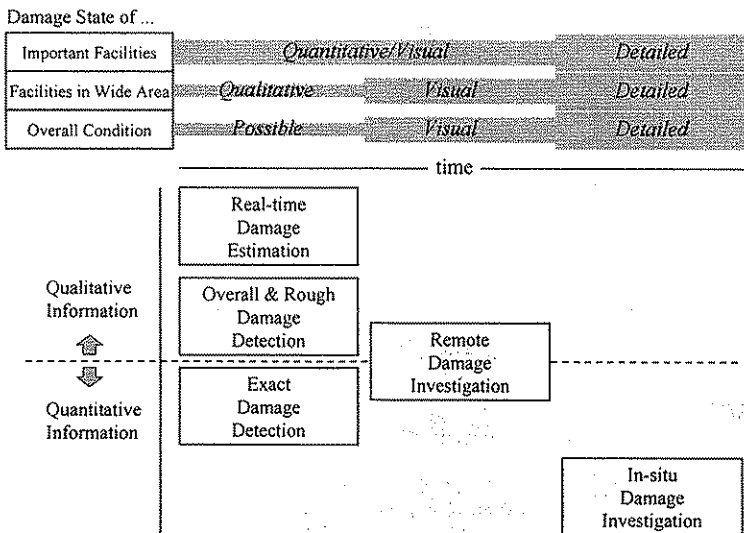 Damage State of ...
Important Facilities Quantitative/Visual Detailed
Facilities in Wide Area Qualitative Visual Detailed
Overall Condition Possible Visual Detailed
time
Real-time
Damage
Estimation
Qualitative
Information
Overall & Rough
Damage
Detection
Remote
Damage
Investigation
Quantitative
Information
Exact
Damage
Detection
In-situ
Damage
Investigation